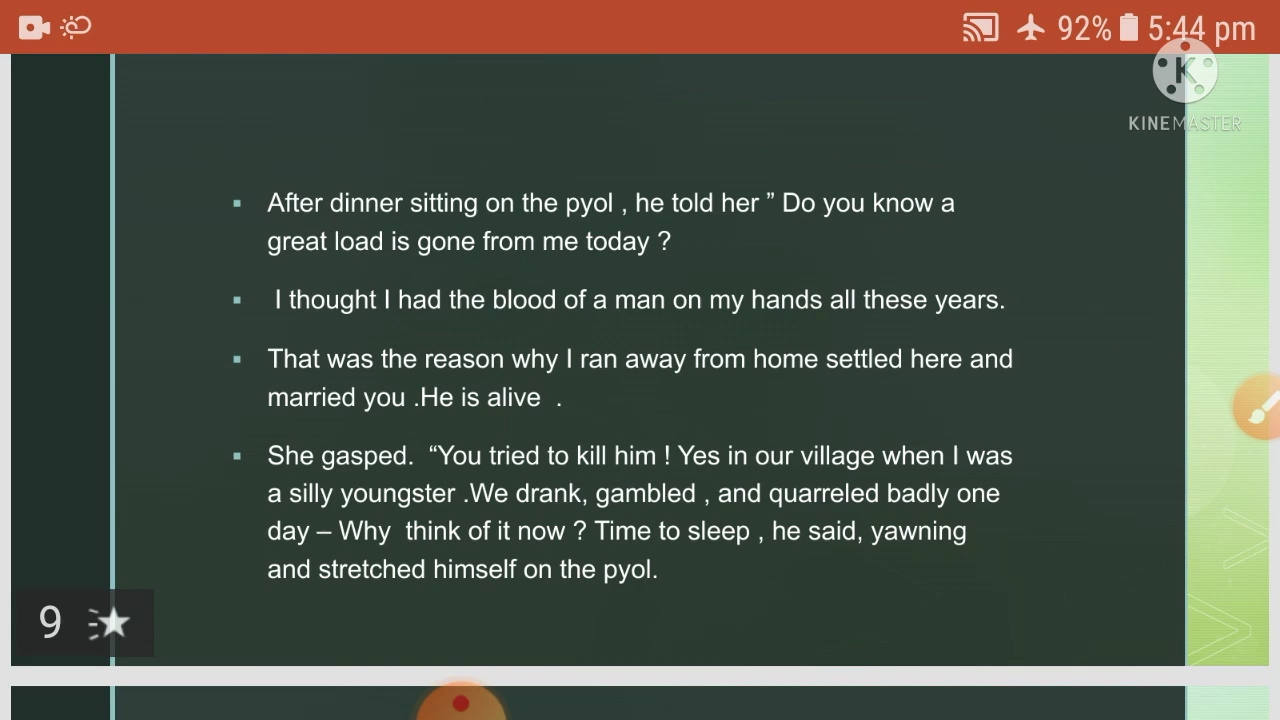 92% 5:44 pm
KINEMASTER
▪ After dinner sitting on the pyol , he told her ” Do you know a
great load is gone from me today ?
▪ I thought I had the blood of a man on my hands all these years.
▪ That was the reason why I ran away from home settled here and
married you .He is alive .
▪ She gasped. “You tried to kill him ! Yes in our village when I was
a silly youngster .We drank, gambled , and quarreled badly one
day – Why think of it now ? Time to sleep , he said, yawning
and stretched himself on the pyol.
9